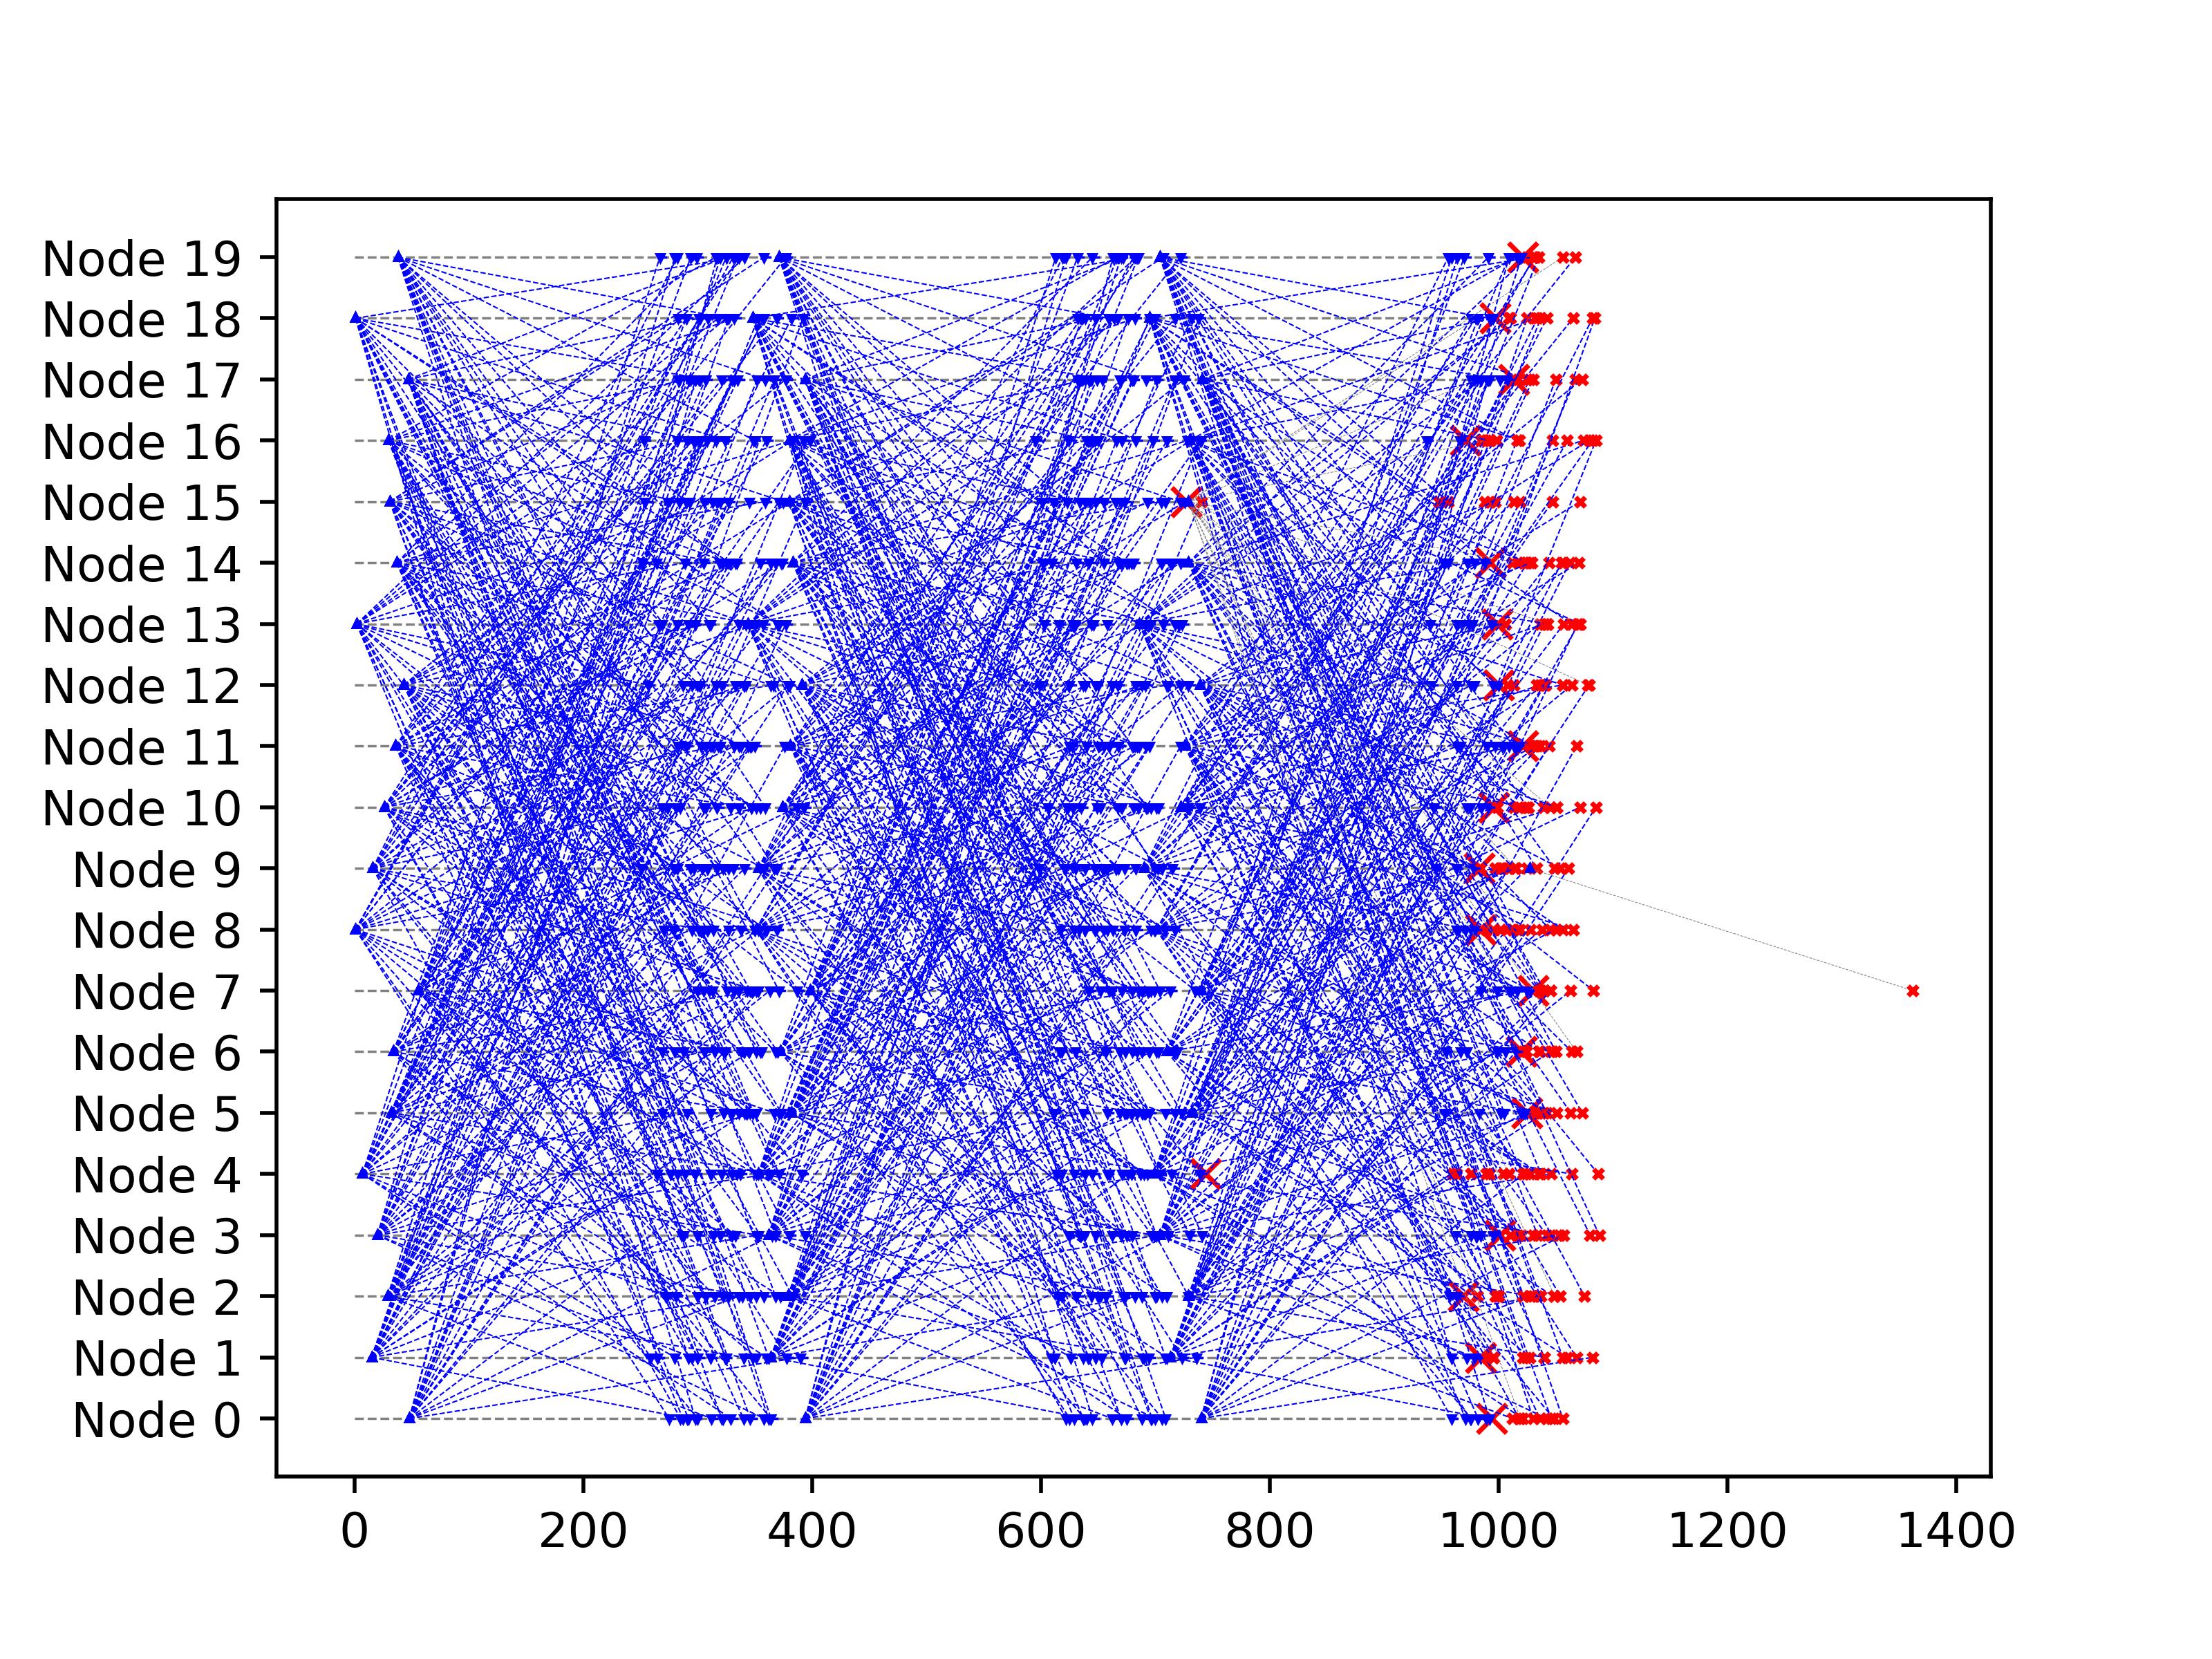 Node 19
Node 18
Node 17
Node 16
Node 15
Node 14
Node 13
Node 12
Node 11
Node 10
Node 9
Node 8
Node 7
Node 6
Node 5
Node 4
Node 3
Node 2
Node 1
Node 0
0 200 400 600 800 1000 1200 1400